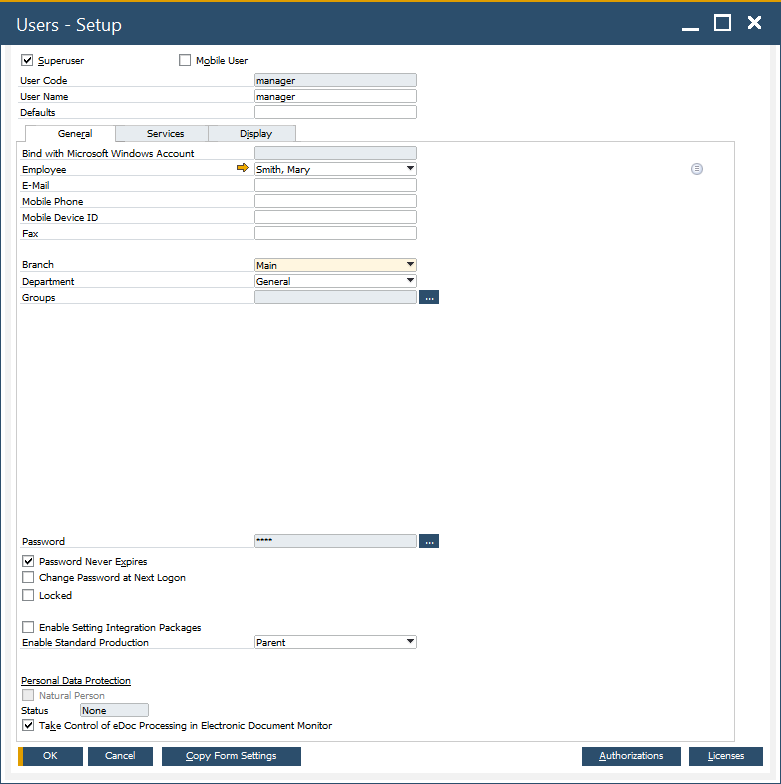 Users - Setup
Superuser Mobile User
User Code manager
User Name manager
Defaults
General Services Display
Bind with Microsoft Windows Account
Employee Smith, Mary
E-Mail
Mobile Phone
Mobile Device ID
Fax
Branch Main
Department General
Groups ...
Password **** ...
Password Never Expires
Change Password at Next Logon
Locked
Enable Setting Integration Packages
Enable Standard Production Parent
Personal Data Protection
Natural Person
Status None
Take Control of eDoc Processing in Electronic Document Monitor
OK Cancel Copy Form Settings Authorizations Licenses